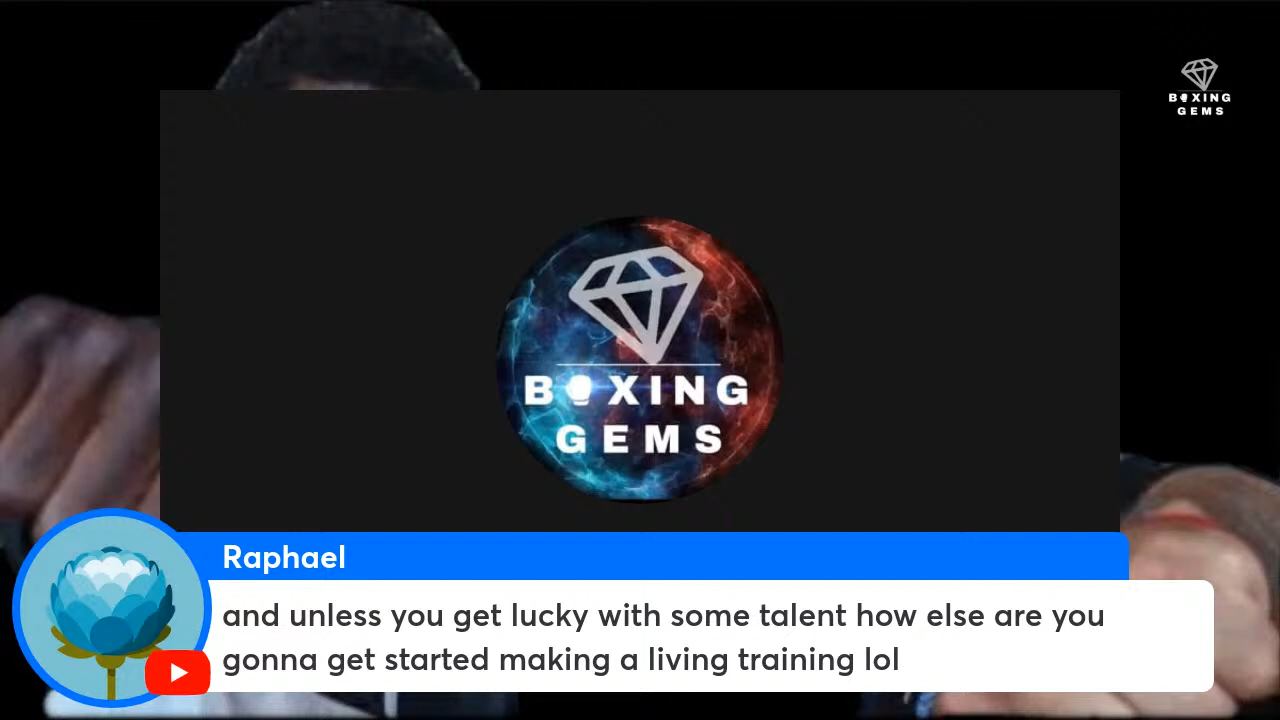 BOXING
GEMS
BOXING
GEMS
Raphael
and unless you get lucky with some talent how else are you
gonna get started making a living training lol